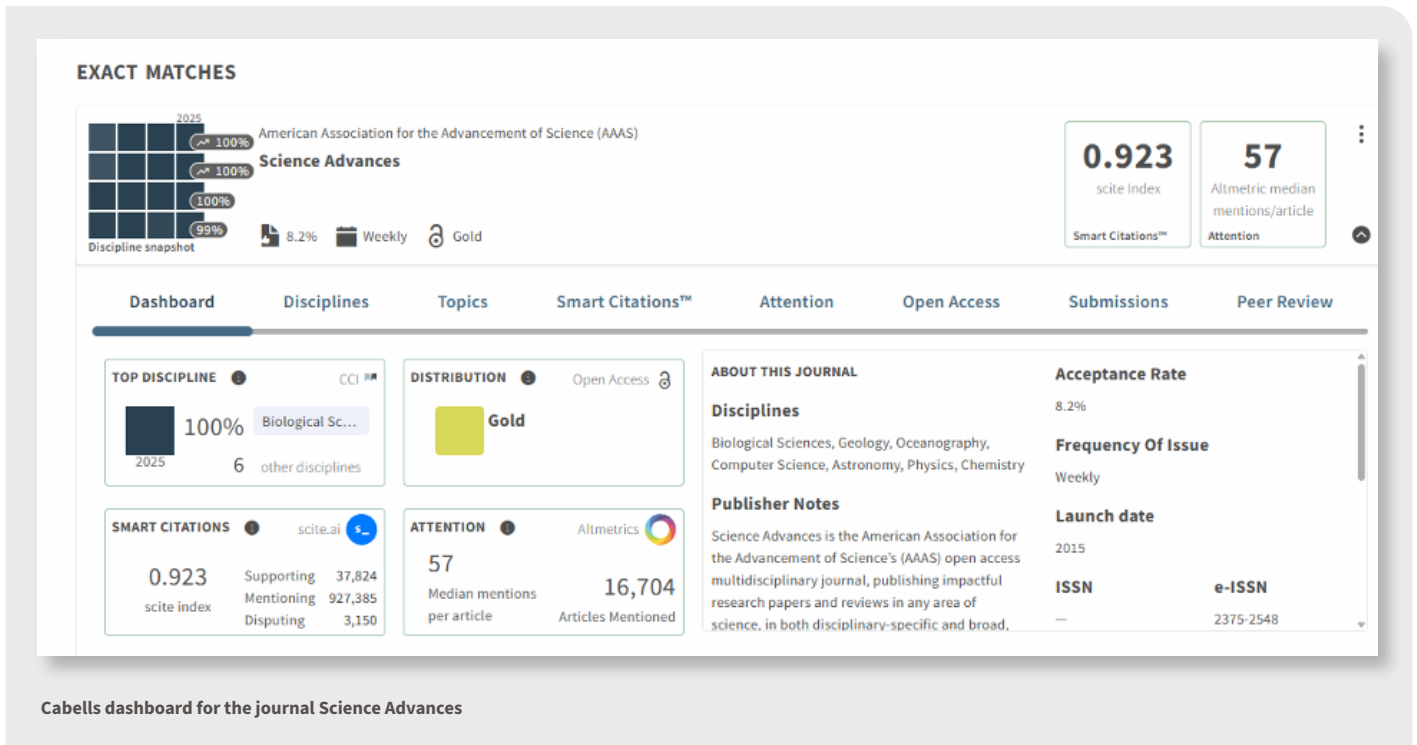 EXACT MATCHES
2025
100%
100%
100%
99%
Discipline snapshot
American Association for the Advancement of Science (AAAS)
Science Advances
8.2% Weekly Gold
0.923
scite Index
Smart Citations™
57
Altmetric median
mentions/article
Attention
Dashboard Disciplines Topics Smart Citations™ Attention Open Access Submissions Peer Review
TOP DISCIPLINE CCI
100% Biological Sc...
2025
6 other disciplines
DISTRIBUTION Open Access
Gold
SMART CITATIONS scite.ai s_
0.923
scite index
Supporting 37,824
Mentioning 927,385
Disputing 3,150
ATTENTION Altmetrics
57
Median mentions
per article
16,704
Articles Mentioned
ABOUT THIS JOURNAL
Disciplines
Biological Sciences, Geology, Oceanography,
Computer Science, Astronomy, Physics, Chemistry
Publisher Notes
Science Advances is the American Association for
the Advancement of Science's (AAAS) open access
multidisciplinary journal, publishing impactful
research papers and reviews in any area of
science, in both disciplinary-specific and broad,
Acceptance Rate
8.2%
Frequency Of Issue
Weekly
Launch date
2015
ISSN e-ISSN
— 2375-2548
Cabells dashboard for the journal Science Advances